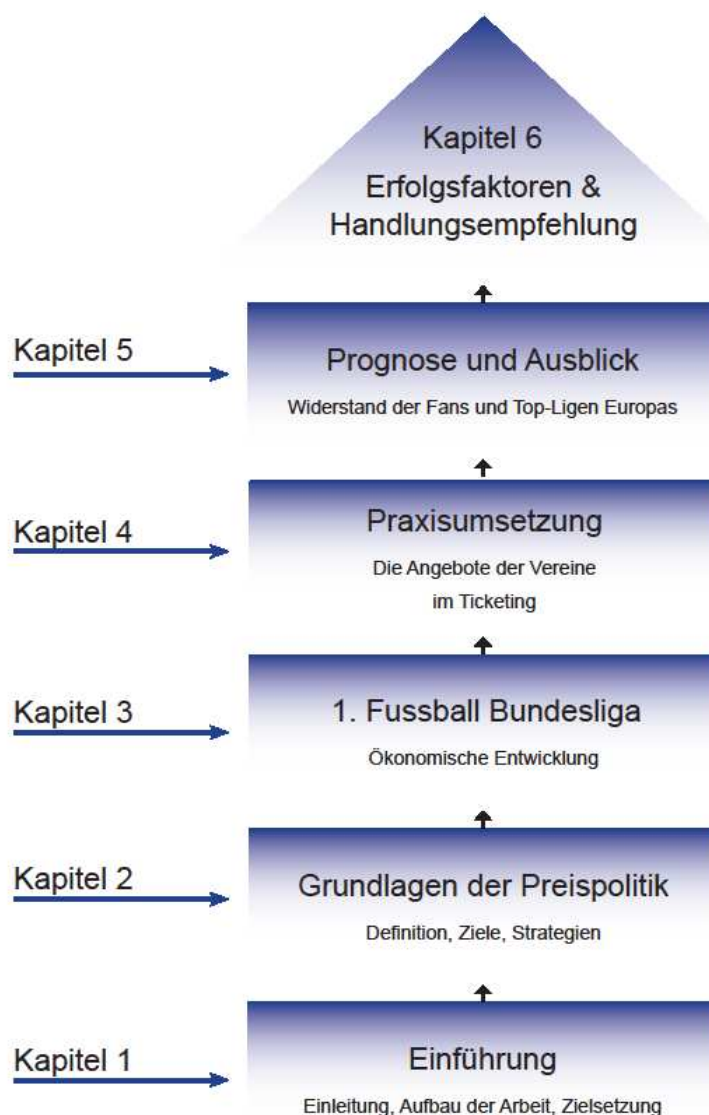 Kapitel 6
Erfolgsfaktoren &
Handlungsempfehlung
Kapitel 5
Prognose und Ausblick
Widerstand der Fans und Top-Ligen Europas
Kapitel 4
Praxisumsetzung
Die Angebote der Vereine
im Ticketing
Kapitel 3
1. Fussball Bundesliga
Ökonomische Entwicklung
Kapitel 2
Grundlagen der Preispolitik
Definition, Ziele, Strategien
Kapitel 1
Einführung
Einleitung, Aufbau der Arbeit, Zielsetzung